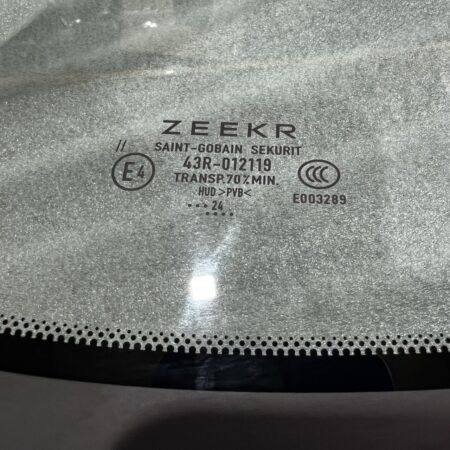 ZEEKR
// SAINT-GOBAIN SEKURIT
E4 43R-012119 CCC
TRANSP.70%MIN.
HUD >PVB< E003289
•••24
••••